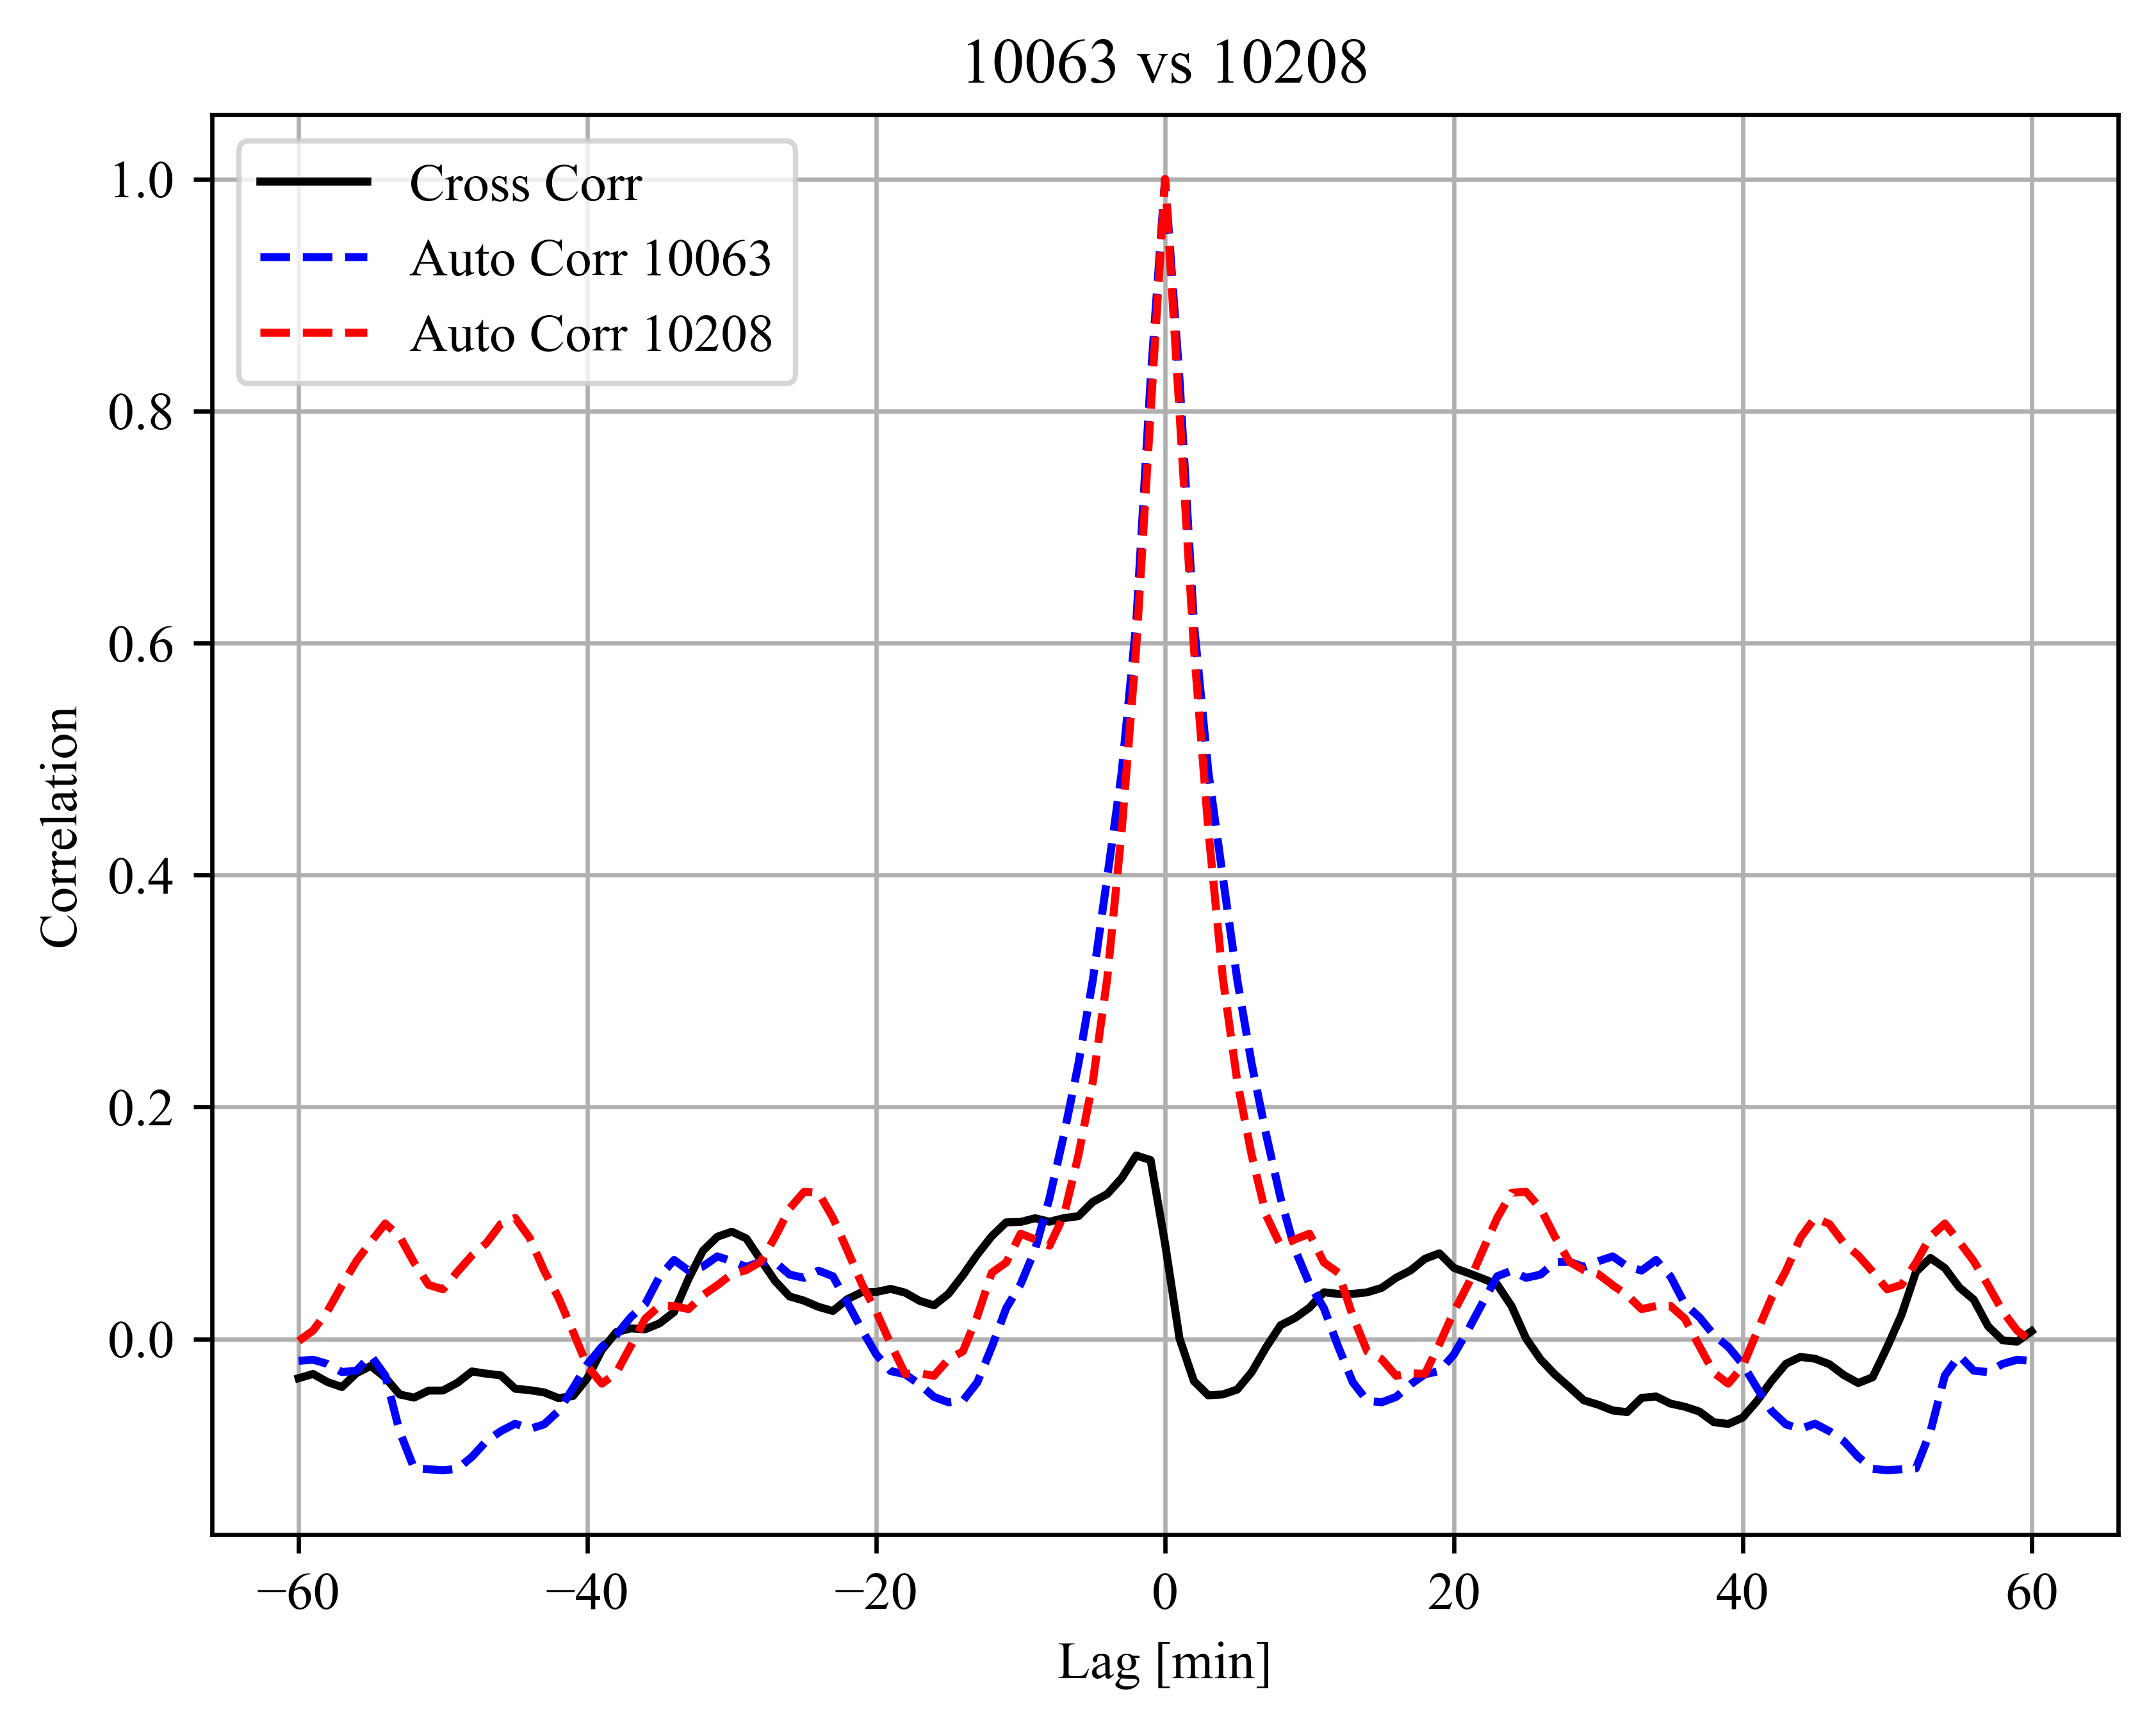 10063 vs 10208
Cross Corr
Auto Corr 10063
Auto Corr 10208
1.0
0.8
0.6
0.4
0.2
0.0
Correlation
−60 −40 −20 0 20 40 60
Lag [min]